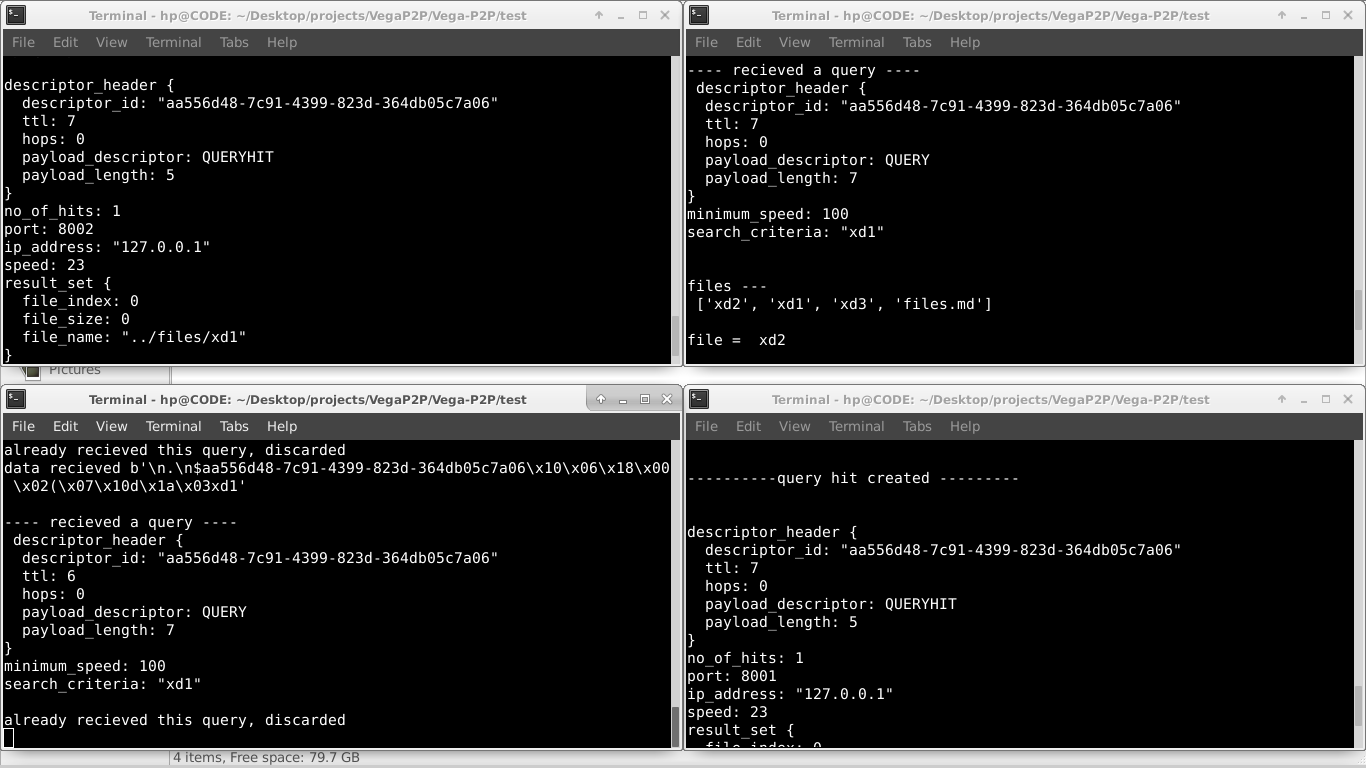 Terminal - hp@CODE: ~/Desktop/projects/VegaP2P/Vega-P2P/test
File Edit View Terminal Tabs Help
descriptor_header {
  descriptor_id: "aa556d48-7c91-4399-823d-364db05c7a06"
  ttl: 7
  hops: 0
  payload_descriptor: QUERYHIT
  payload_length: 5
}
no_of_hits: 1
port: 8002
ip_address: "127.0.0.1"
speed: 23
result_set {
  file_index: 0
  file_size: 0
  file_name: "../files/xd1"
}
Terminal - hp@CODE: ~/Desktop/projects/VegaP2P/Vega-P2P/test
File Edit View Terminal Tabs Help
---- recieved a query ----
 descriptor_header {
  descriptor_id: "aa556d48-7c91-4399-823d-364db05c7a06"
  ttl: 7
  hops: 0
  payload_descriptor: QUERY
  payload_length: 7
}
minimum_speed: 100
search_criteria: "xd1"
files ---
 ['xd2', 'xd1', 'xd3', 'files.md']
file =  xd2
Pictures
Terminal - hp@CODE: ~/Desktop/projects/VegaP2P/Vega-P2P/test
File Edit View Terminal Tabs Help
already recieved this query, discarded
data recieved b'\n.\n$aa556d48-7c91-4399-823d-364db05c7a06\x10\x06\x18\x00
 \x02(\x07\x10d\x1a\x03xd1'
---- recieved a query ----
 descriptor_header {
  descriptor_id: "aa556d48-7c91-4399-823d-364db05c7a06"
  ttl: 6
  hops: 0
  payload_descriptor: QUERY
  payload_length: 7
}
minimum_speed: 100
search_criteria: "xd1"
already recieved this query, discarded
Terminal - hp@CODE: ~/Desktop/projects/VegaP2P/Vega-P2P/test
File Edit View Terminal Tabs Help
----------query hit created ---------
descriptor_header {
  descriptor_id: "aa556d48-7c91-4399-823d-364db05c7a06"
  ttl: 7
  hops: 0
  payload_descriptor: QUERYHIT
  payload_length: 5
}
no_of_hits: 1
port: 8001
ip_address: "127.0.0.1"
speed: 23
result_set {
  file_index: 0
4 items, Free space: 79.7 GB